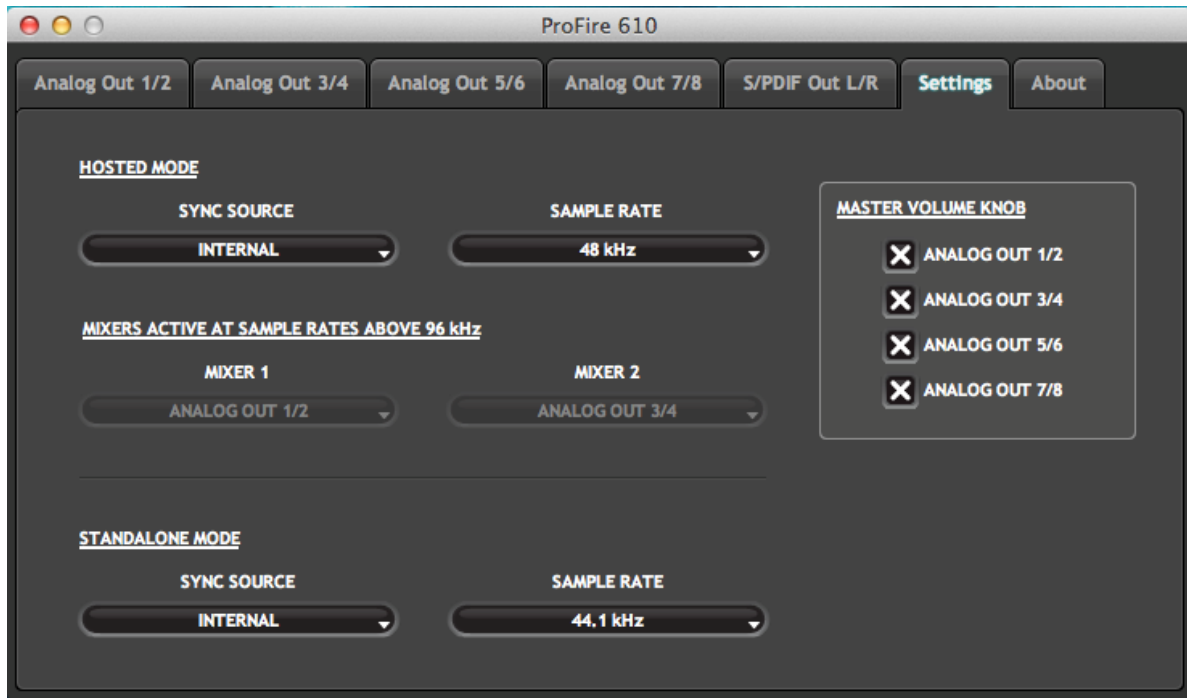 ProFire 610
Analog Out 1/2
Analog Out 3/4
Analog Out 5/6
Analog Out 7/8
S/PDIF Out L/R
Settings
About
HOSTED MODE
SYNC SOURCE
SAMPLE RATE
INTERNAL
48 kHz
MIXERS ACTIVE AT SAMPLE RATES ABOVE 96 kHz
MIXER 1
MIXER 2
ANALOG OUT 1/2
ANALOG OUT 3/4
STANDALONE MODE
SYNC SOURCE
SAMPLE RATE
INTERNAL
44.1 kHz
MASTER VOLUME KNOB
ANALOG OUT 1/2
ANALOG OUT 3/4
ANALOG OUT 5/6
ANALOG OUT 7/8